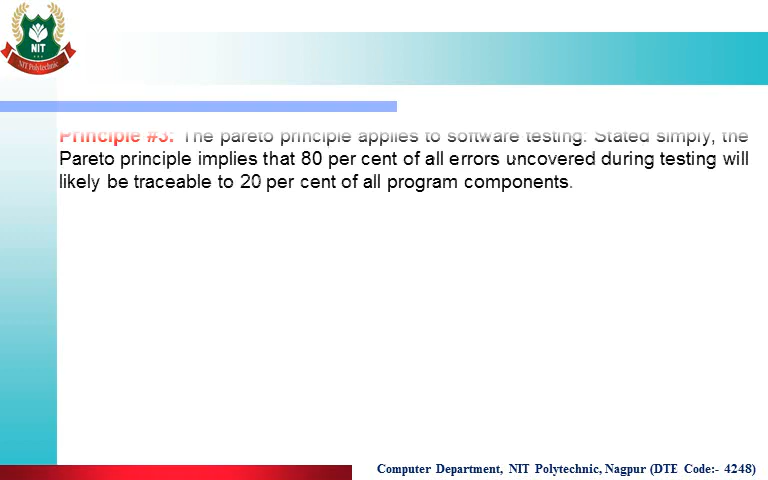 NIT
NIT Polytechnic
Principle #3: The pareto principle applies to software testing. Stated simply, the
Pareto principle implies that 80 per cent of all errors uncovered during testing will
likely be traceable to 20 per cent of all program components.
Computer Department, NIT Polytechnic, Nagpur (DTE Code:- 4248)